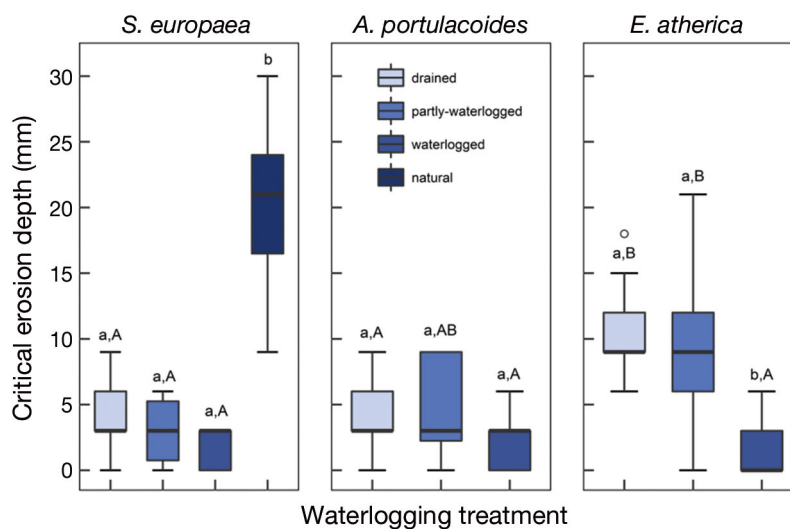 S. europaea
A. portulacoides
E. atherica
Critical erosion depth (mm)
30
25
20
15
10
5
0
b
a,A
a,A
a,A
drained
partly-waterlogged
waterlogged
natural
a,A
a,AB
a,A
a,B
a,B
b,A
Waterlogging treatment